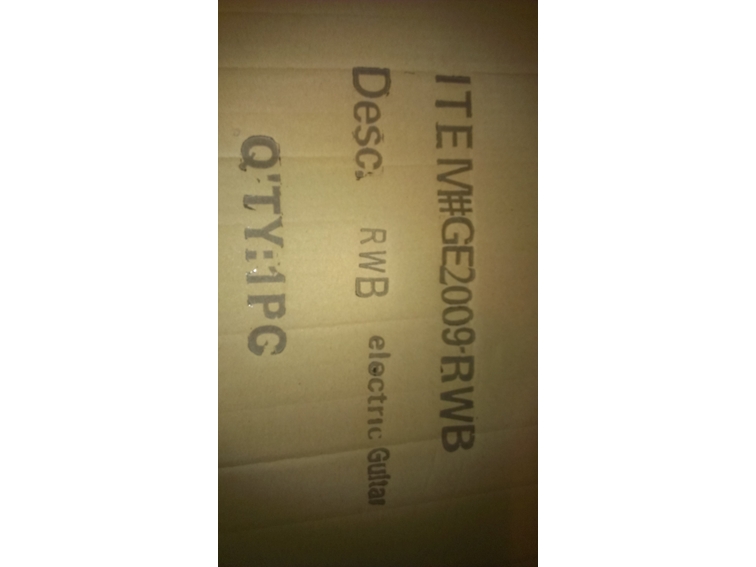 ITEM#GE2009-RWB
Desc: RWB electric Guitar
Q'TY:1PC